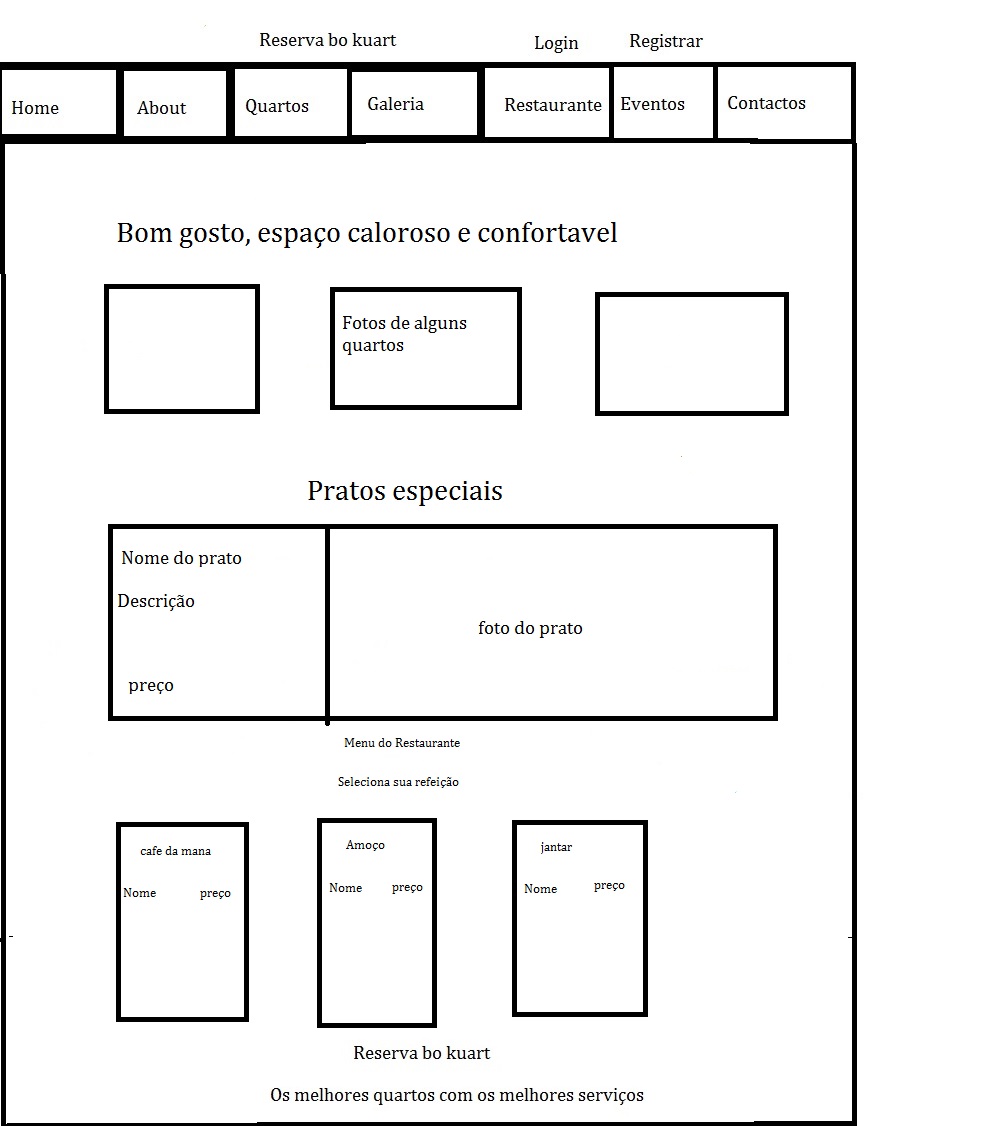 Reserva bo kuart
Login
Registrar
Home
About
Quartos
Galeria
Restaurante
Eventos
Contactos
Bom gosto, espaço caloroso e confortavel
Fotos de alguns
quartos
Pratos especiais
Nome do prato
Descrição
foto do prato
preço
Menu do Restaurante
Seleciona sua refeição
cafe da mana
Nome
preço
Amoço
Nome
preço
jantar
Nome
preço
Reserva bo kuart
Os melhores quartos com os melhores serviços